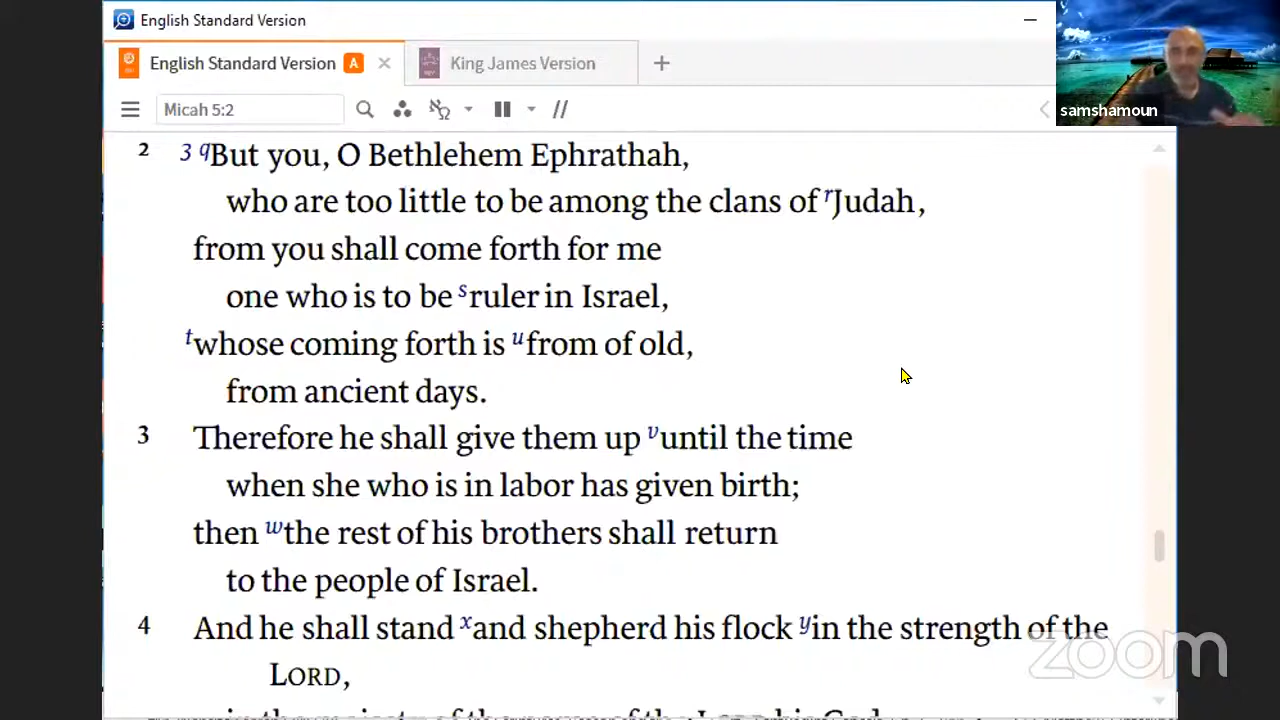 English Standard Version
English Standard Version A
King James Version
samshamoun
Micah 5:2
2 3 qBut you, O Bethlehem Ephrathah,
who are too little to be among the clans of rJudah,
from you shall come forth for me
one who is to be sruler in Israel,
twhose coming forth is ufrom of old,
from ancient days.
3 Therefore he shall give them up vuntil the time
when she who is in labor has given birth;
then wthe rest of his brothers shall return
to the people of Israel.
4 And he shall stand xand shepherd his flock yin the strength of the
LORD,
zoom